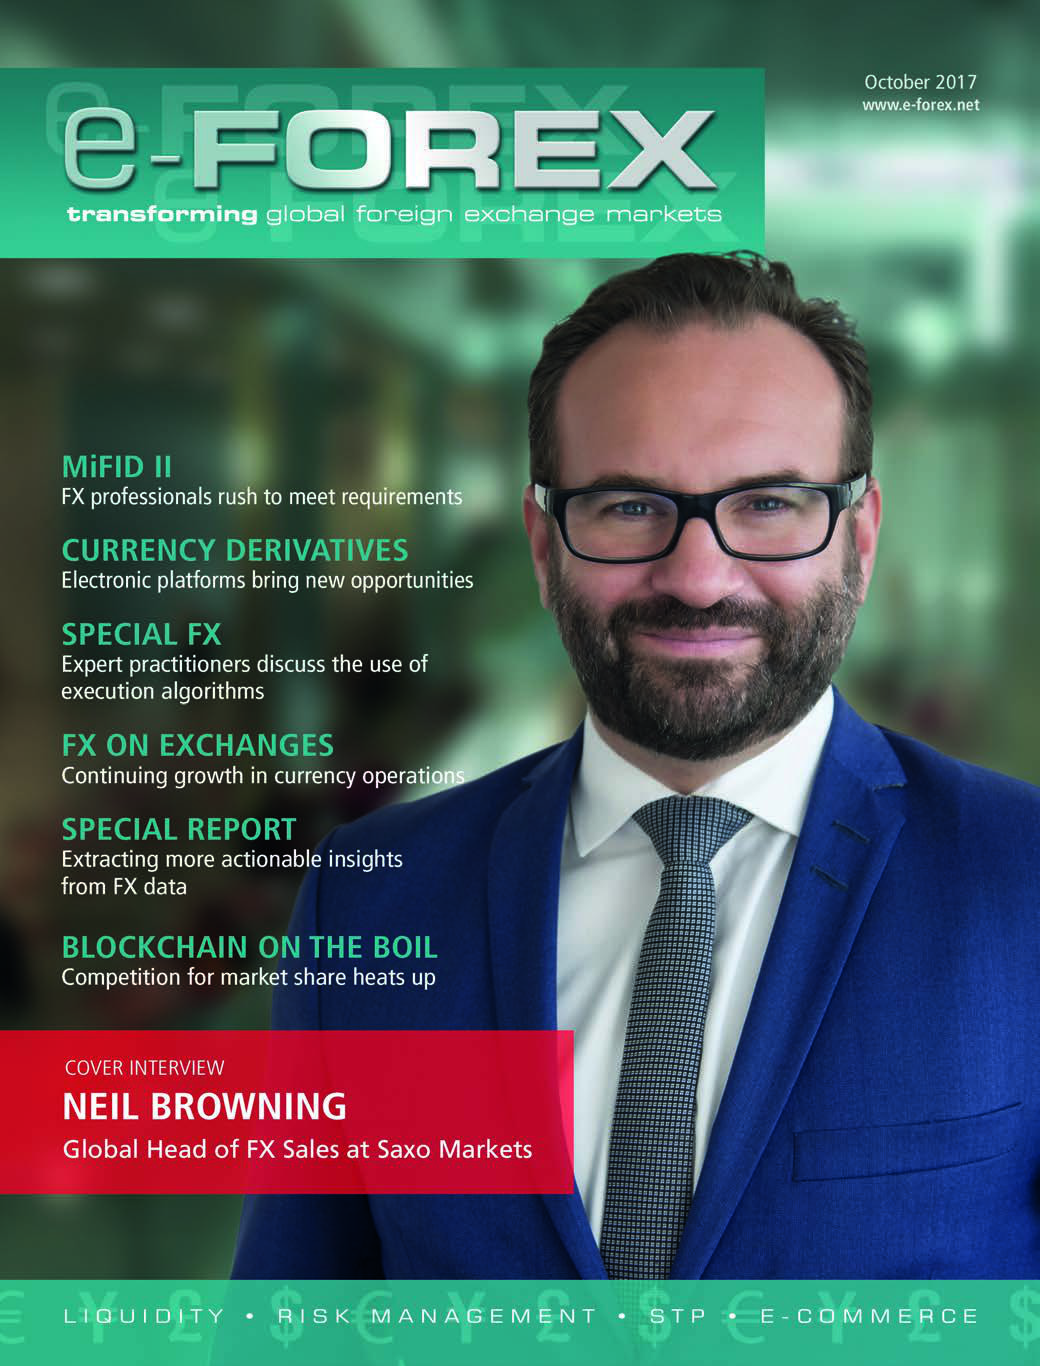 October 2017
www.e-forex.net
e-FOREX
transforming global foreign exchange markets
MiFID II
FX professionals rush to meet requirements
CURRENCY DERIVATIVES
Electronic platforms bring new opportunities
SPECIAL FX
Expert practitioners discuss the use of
execution algorithms
FX ON EXCHANGES
Continuing growth in currency operations
SPECIAL REPORT
Extracting more actionable insights
from FX data
BLOCKCHAIN ON THE BOIL
Competition for market share heats up
COVER INTERVIEW
NEIL BROWNING
Global Head of FX Sales at Saxo Markets
LIQUIDITY • RISK MANAGEMENT • STP • E-COMMERCE